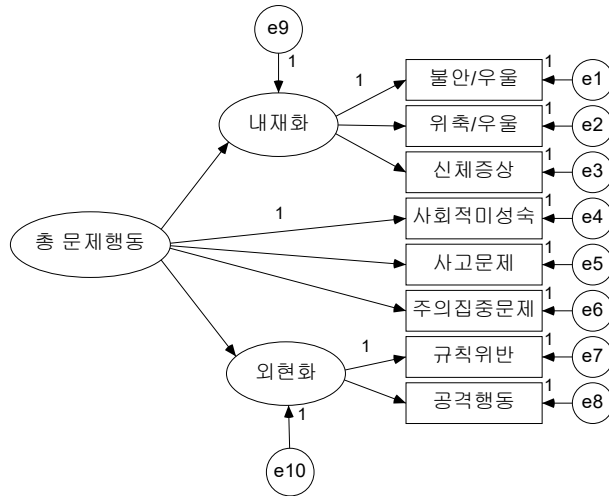 e9
1
내재화
1
불안/우울
1
e1
위축/우울
1
e2
신체증상
1
e3
총 문제행동
1
사회적미성숙
1
e4
사고문제
1
e5
주의집중문제
1
e6
외현화
1
규칙위반
1
e7
공격행동
1
e8
1
e10